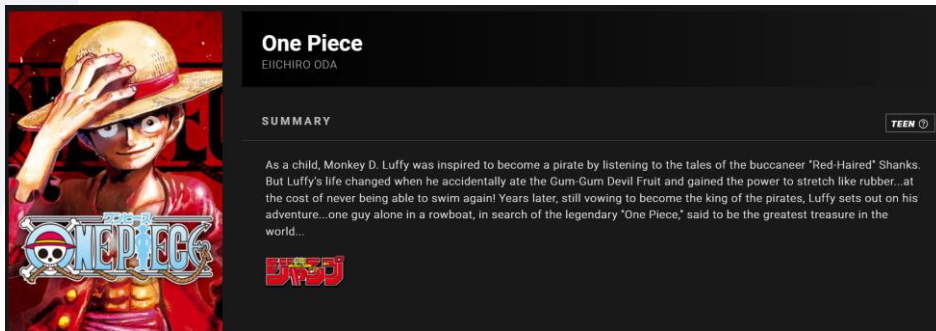 One Piece
EIICHIRO ODA
SUMMARY
TEEN ?
As a child, Monkey D. Luffy was inspired to become a pirate by listening to the tales of the buccaneer "Red-Haired" Shanks.
But Luffy's life changed when he accidentally ate the Gum-Gum Devil Fruit and gained the power to stretch like rubber...at
the cost of never being able to swim again! Years later, still vowing to become the king of the pirates, Luffy sets out on his
adventure...one guy alone in a rowboat, in search of the legendary "One Piece," said to be the greatest treasure in the
world...
ワンピース
ONE PIECE
ジャンプ